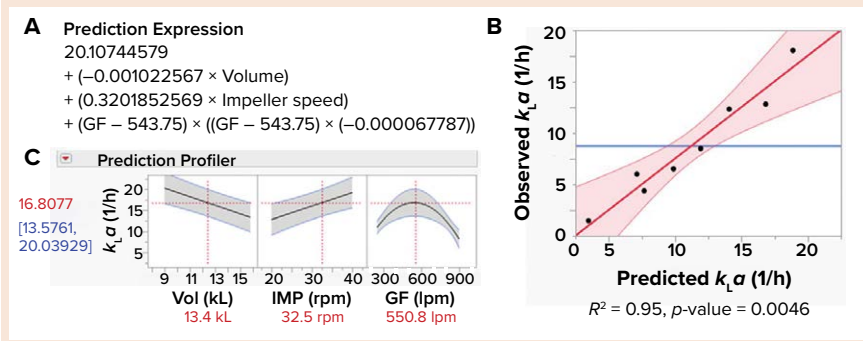 A Prediction Expression
20.10744579
+ (–0.001022567 × Volume)
+ (0.3201852569 × Impeller speed)
+ (GF – 543.75) × ((GF – 543.75) × (–0.000067787))
B
Observed kLa (1/h)
20
15
10
5
0
0 5 10 15 20
Predicted kLa (1/h)
R² = 0.95, p-value = 0.0046
C Prediction Profiler
16.8077
[13.5761,
20.03929]
kLa (1/h)
20
15
10
5
9 11 13 15 20 30 40 300 600 900
Vol (kL) IMP (rpm) GF (lpm)
13.4 kL 32.5 rpm 550.8 lpm